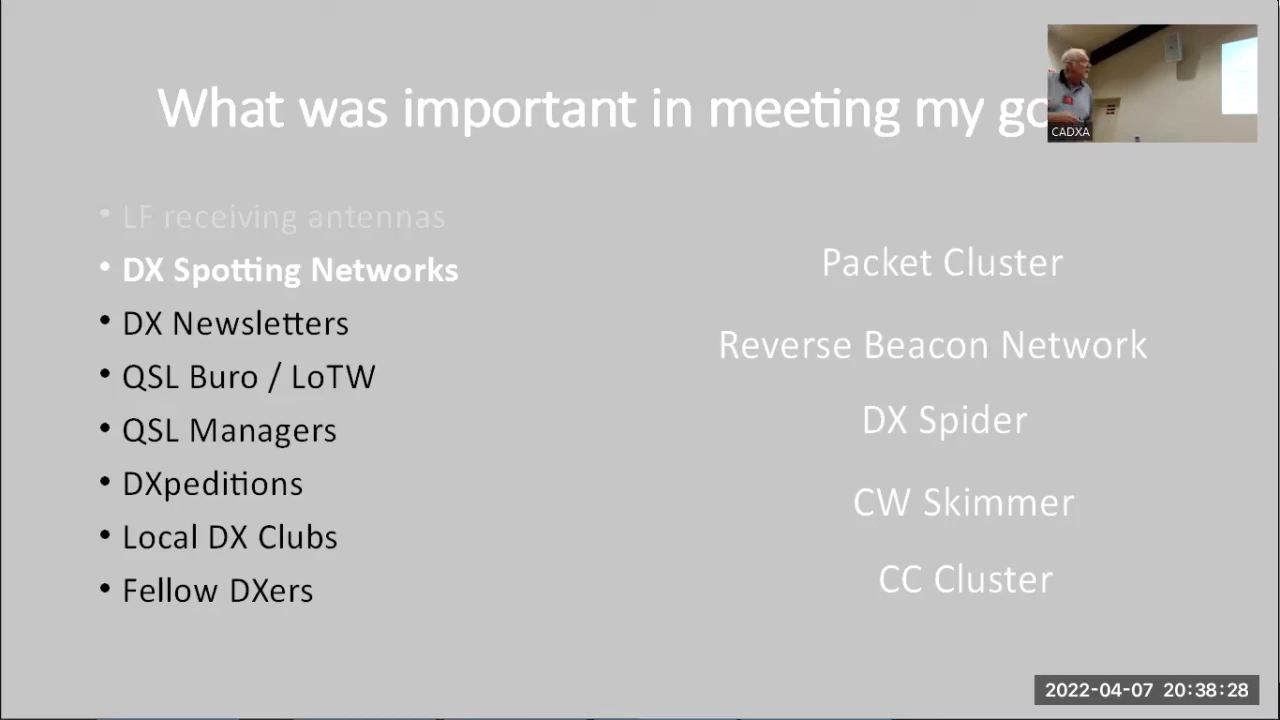 What was important in meeting my go
CADXA
• LF receiving antennas
• DX Spotting Networks
• DX Newsletters
• QSL Buro / LoTW
• QSL Managers
• DXpeditions
• Local DX Clubs
• Fellow DXers
Packet Cluster
Reverse Beacon Network
DX Spider
CW Skimmer
CC Cluster
2022-04-07 20:38:28